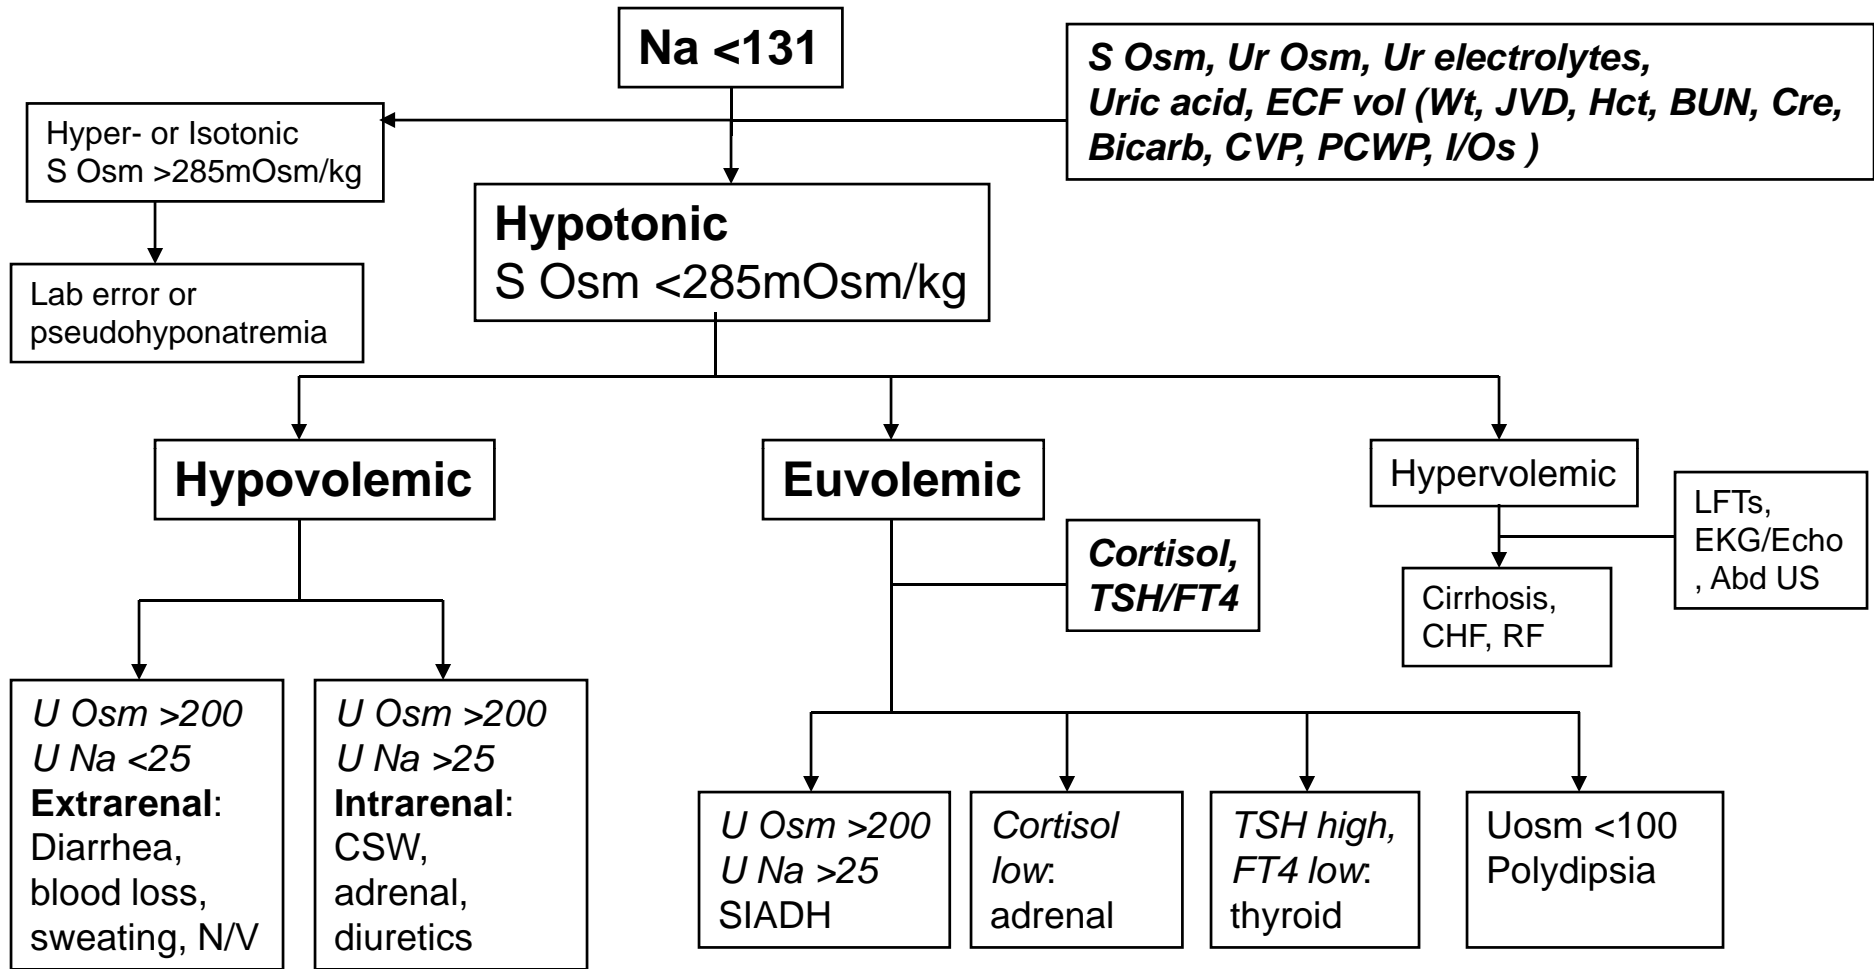 Na <131
S Osm, Ur Osm, Ur electrolytes,
Uric acid, ECF vol (Wt, JVD, Hct, BUN, Cre,
Bicarb, CVP, PCWP, I/Os )
Hyper- or Isotonic
S Osm >285mOsm/kg
Hypotonic
S Osm <285mOsm/kg
Lab error or
pseudohyponatremia
Hypovolemic
Euvolemic
Hypervolemic
LFTs,
EKG/Echo
, Abd US
Cortisol,
TSH/FT4
Cirrhosis,
CHF, RF
U Osm >200
U Na <25
Extrarenal:
Diarrhea,
blood loss,
sweating, N/V
U Osm >200
U Na >25
Intrarenal:
CSW,
adrenal,
diuretics
U Osm >200
U Na >25
SIADH
Cortisol
low:
adrenal
TSH high,
FT4 low:
thyroid
Uosm <100
Polydipsia